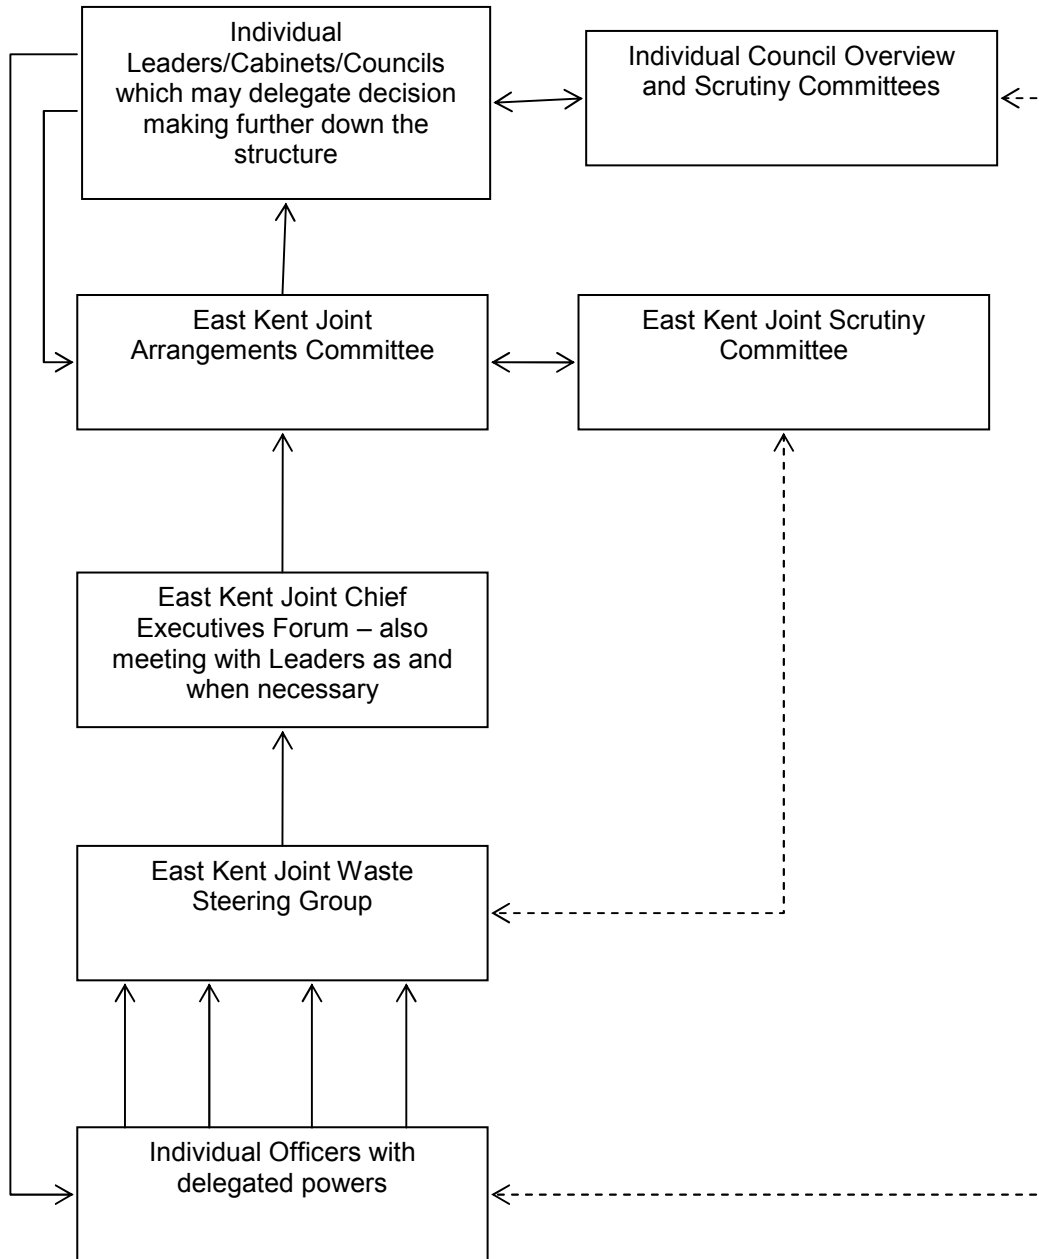 Individual
Leaders/Cabinets/Councils
which may delegate decision
making further down the
structure
Individual Council Overview
and Scrutiny Committees
East Kent Joint
Arrangements Committee
East Kent Joint Scrutiny
Committee
East Kent Joint Chief
Executives Forum – also
meeting with Leaders as and
when necessary
East Kent Joint Waste
Steering Group
Individual Officers with
delegated powers